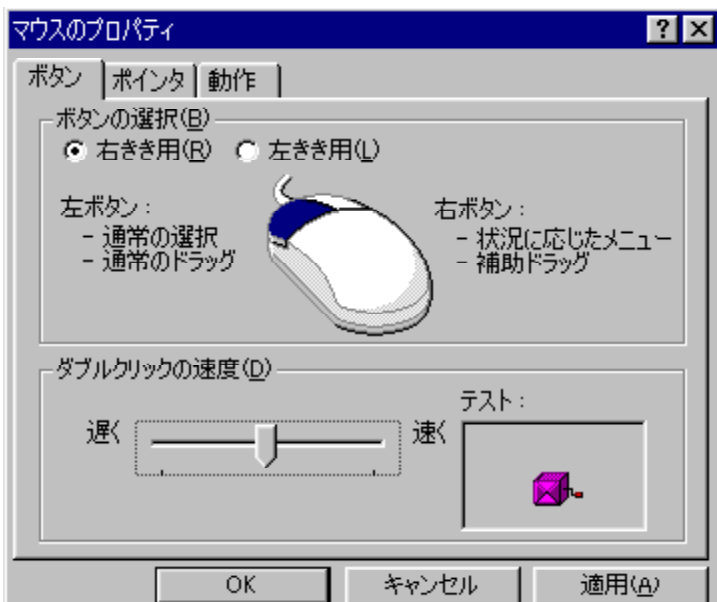 マウスのプロパティ
ボタン ポインタ 動作
ボタンの選択(B)
右きき用(R) 左きき用(L)
左ボタン:
- 通常の選択
- 通常のドラッグ
右ボタン:
- 状況に応じたメニュー
- 補助ドラッグ
ダブルクリックの速度(D)
テスト:
遅く 速く
OK キャンセル 適用(A)